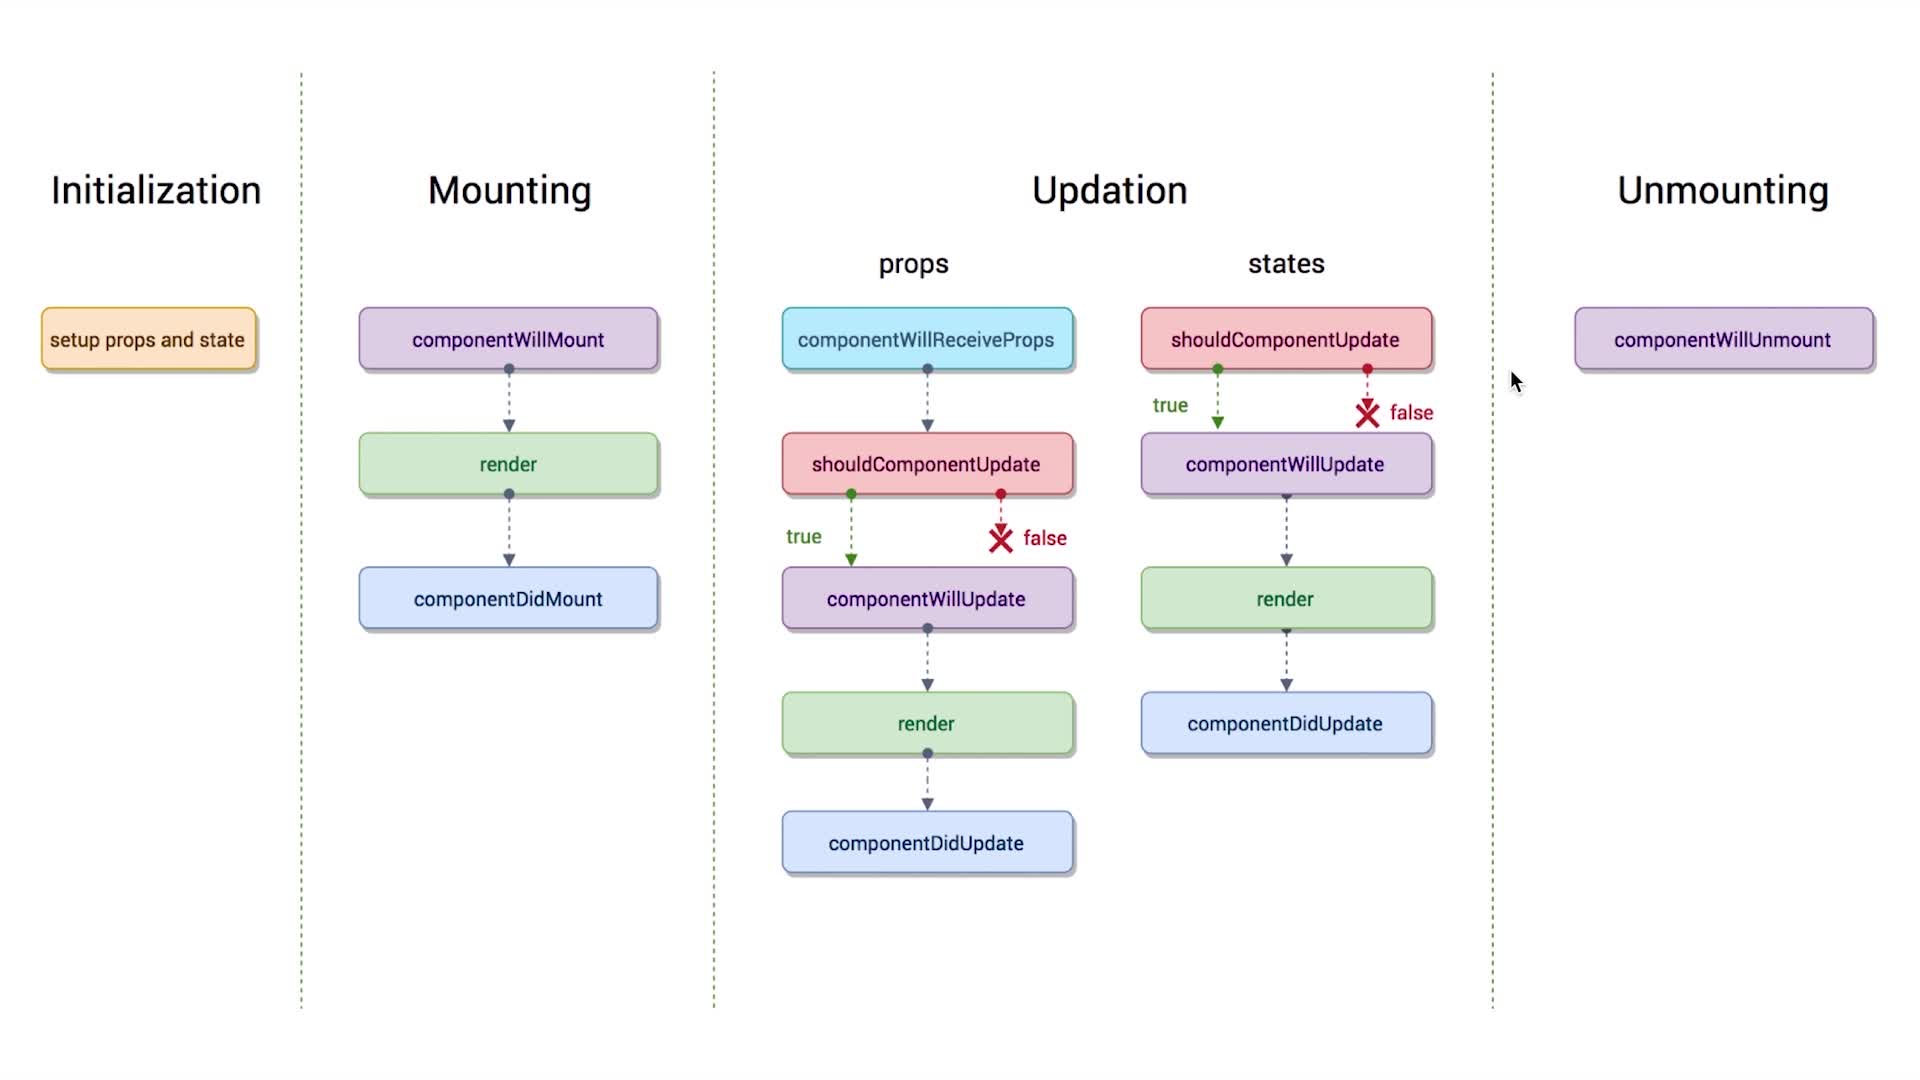 Initialization
Mounting
Updation
Unmounting
props
states
setup props and state
componentWillMount
render
componentDidMount
componentWillReceiveProps
shouldComponentUpdate
true
false
componentWillUpdate
render
componentDidUpdate
shouldComponentUpdate
true
false
componentWillUpdate
render
componentDidUpdate
componentWillUnmount